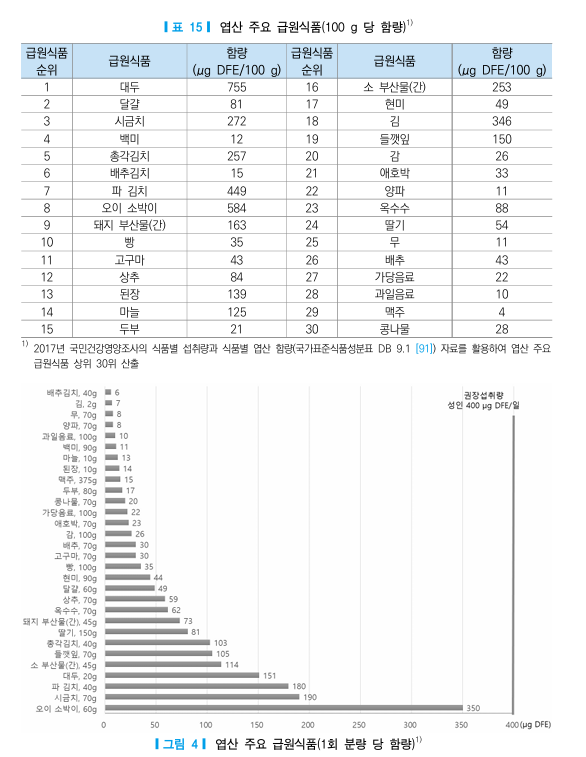 ▌표 15▐ 엽산 주요 급원식품(100 g 당 함량)1)
급원식품 순위 급원식품 함량 (μg DFE/100 g) 급원식품 순위 급원식품 함량 (μg DFE/100 g)
1 대두 755 16 소 부산물(간) 253
2 달걀 81 17 현미 49
3 시금치 272 18 김 346
4 백미 12 19 들깻잎 150
5 총각김치 257 20 감 26
6 배추김치 15 21 애호박 33
7 파 김치 449 22 양파 11
8 오이 소박이 584 23 옥수수 88
9 돼지 부산물(간) 163 24 딸기 54
10 빵 35 25 무 11
11 고구마 43 26 배추 43
12 상추 84 27 가당음료 22
13 된장 139 28 과일음료 10
14 마늘 125 29 맥주 4
15 두부 21 30 콩나물 28
1) 2017년 국민건강영양조사의 식품별 섭취량과 식품별 엽산 함량(국가표준식품성분표 DB 9.1 [91]) 자료를 활용하여 엽산 주요
급원식품 상위 30위 산출
권장섭취량
성인 400 μg DFE/일
배추김치, 40g 6
김, 2g 7
무, 70g 8
양파, 70g 8
과일음료, 100g 10
백미, 90g 11
마늘, 10g 13
된장, 10g 14
맥주, 375g 15
두부, 80g 17
콩나물, 70g 20
가당음료, 100g 22
애호박, 70g 23
감, 100g 26
배추, 70g 30
고구마, 70g 30
빵, 100g 35
현미, 90g 44
달걀, 60g 49
상추, 70g 59
옥수수, 70g 62
돼지 부산물(간), 45g 73
딸기, 150g 81
총각김치, 40g 103
들깻잎, 70g 105
소 부산물(간), 45g 114
대두, 20g 151
파 김치, 40g 180
시금치, 70g 190
오이 소박이, 60g 350
0 50 100 150 200 250 300 350 400 (μg DFE)
▌그림 4▐ 엽산 주요 급원식품(1회 분량 당 함량)1)